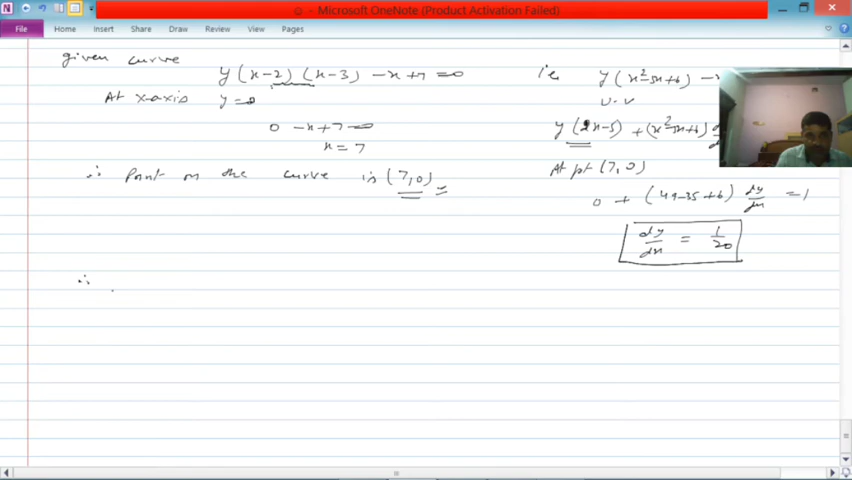 Microsoft OneNote (Product Activation Failed)
File Home Insert Share Draw Review View Pages
given curve
y(x-2)(x-3) -x+7 =0
At x-axis y=0
0 -x+7=0
x=7
∴ Point on the curve is (7,0)
i.e. y(x²-5x+6) -x
U·V
y(2x-5) + (x²-5x+6) d
At pt (7,0)
0 + (49-35+6) dy/dx =1
dy/dx = 1/20
∴